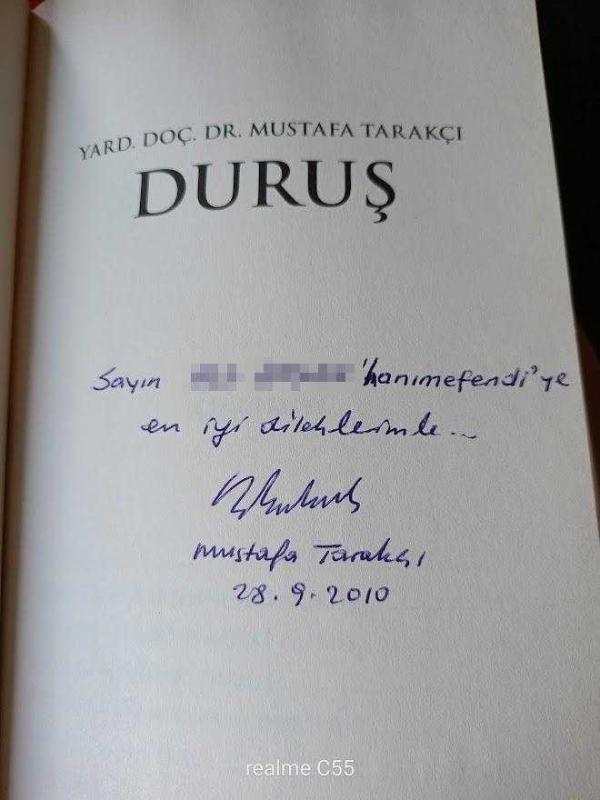 YARD. DOÇ. DR. MUSTAFA TARAKÇI
DURUŞ
Sayın hanımefendi'ye
en iyi dileklerimle...
Mustafa Tarakçı
28.9.2010
realme C55